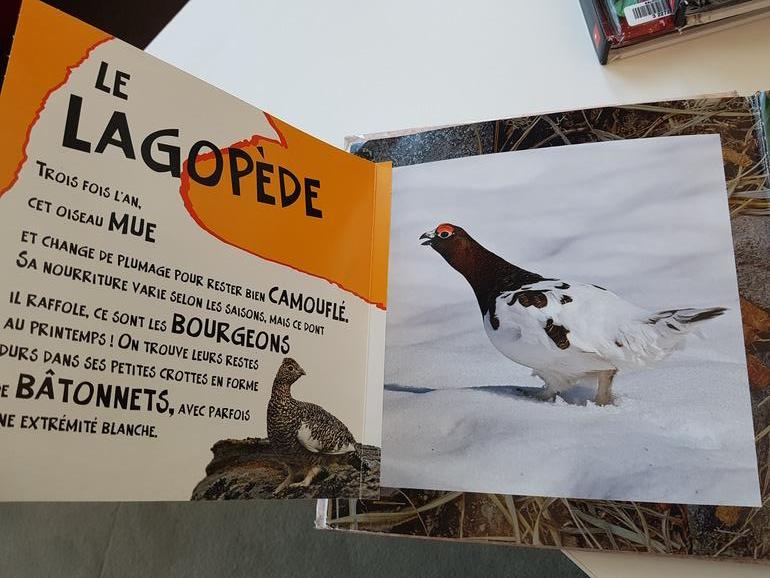 LE
LAGOPÈDE
TROIS FOIS L'AN,
CET OISEAU MUE
ET CHANGE DE PLUMAGE POUR RESTER BIEN CAMOUFLÉ.
SA NOURRITURE VARIE SELON LES SAISONS, MAIS CE DONT
IL RAFFOLE, CE SONT LES BOURGEONS
AU PRINTEMPS ! ON TROUVE LEURS RESTES
DURS DANS SES PETITES CROTTES EN FORME
DE BÂTONNETS, AVEC PARFOIS
NE EXTRÉMITÉ BLANCHE.